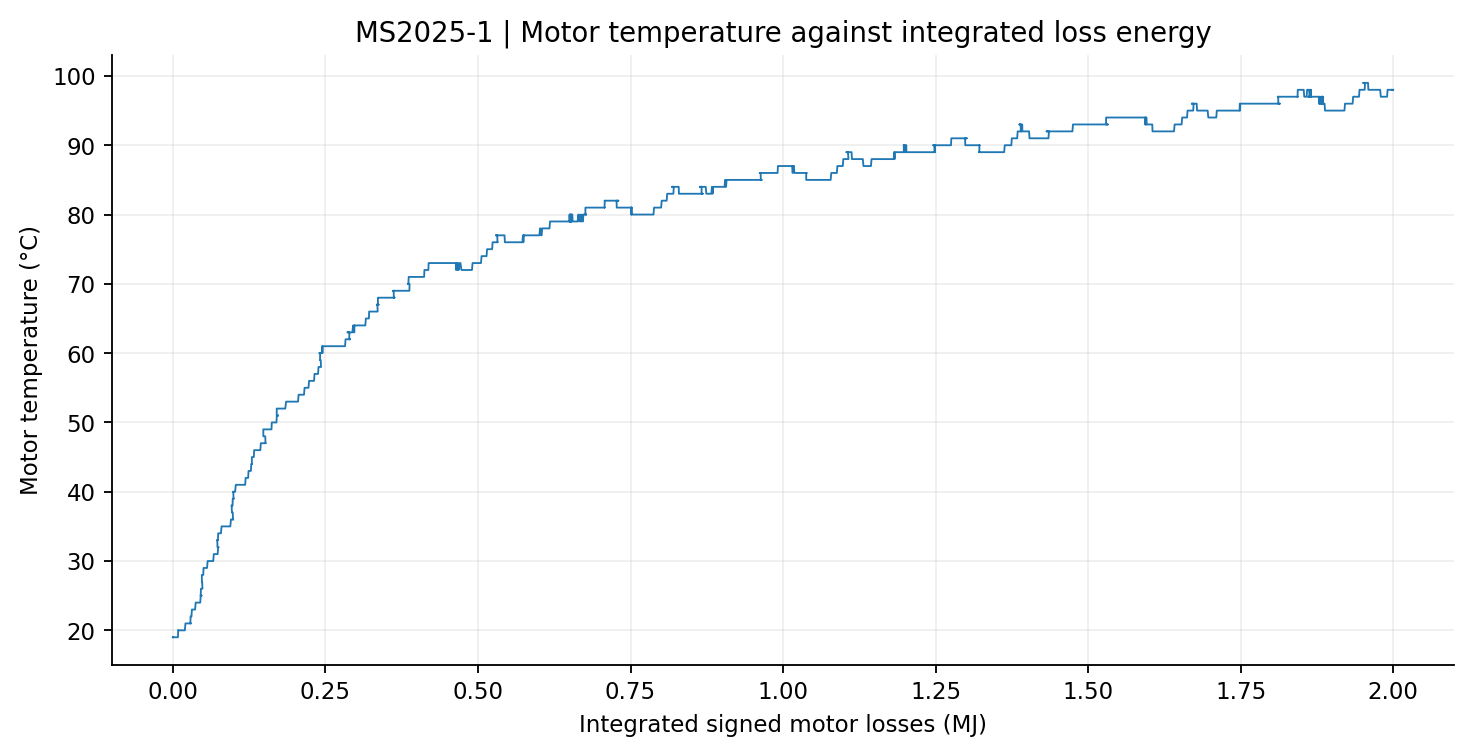 MS2025-1 | Motor temperature against integrated loss energy
Motor temperature (°C)
100
90
80
70
60
50
40
30
20
0.00 0.25 0.50 0.75 1.00 1.25 1.50 1.75 2.00
Integrated signed motor losses (MJ)